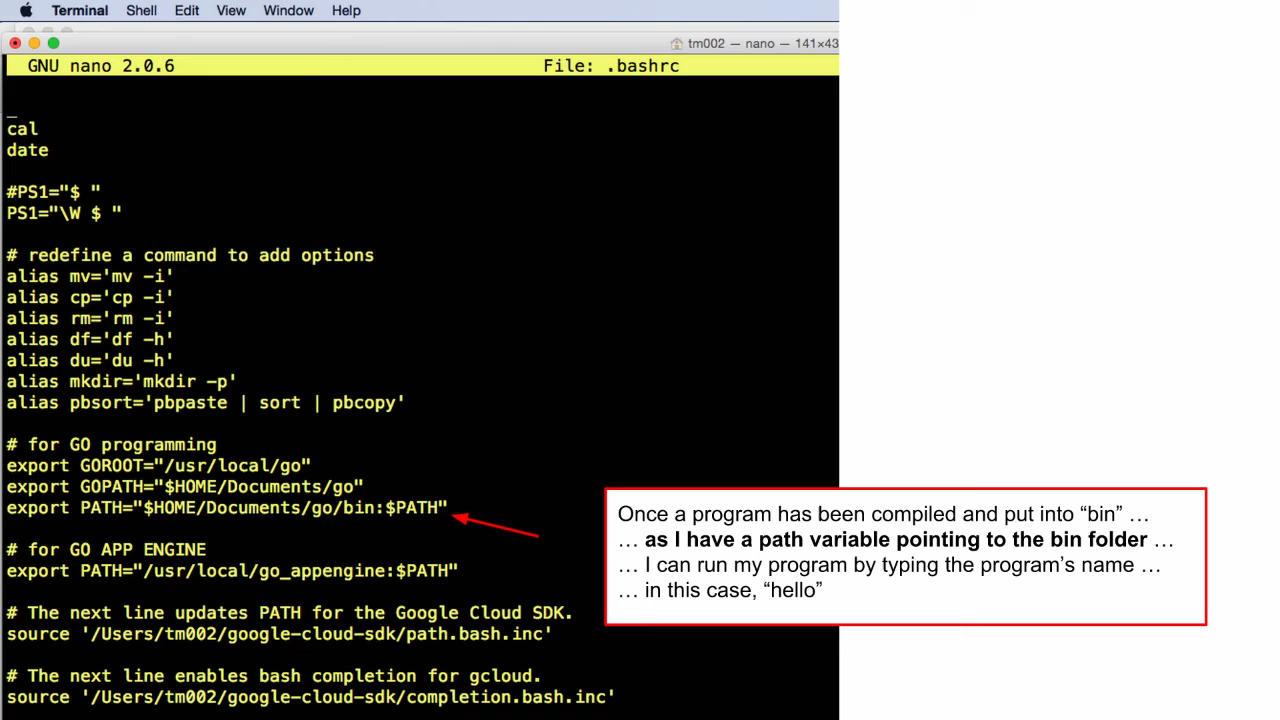 Terminal Shell Edit View Window Help
tm002 — nano — 141×43
GNU nano 2.0.6 File: .bashrc
cal
date
#PS1="$ "
PS1="\W $ "
# redefine a command to add options
alias mv='mv -i'
alias cp='cp -i'
alias rm='rm -i'
alias df='df -h'
alias du='du -h'
alias mkdir='mkdir -p'
alias pbsort='pbpaste | sort | pbcopy'
# for GO programming
export GOROOT="/usr/local/go"
export GOPATH="$HOME/Documents/go"
export PATH="$HOME/Documents/go/bin:$PATH"
# for GO APP ENGINE
export PATH="/usr/local/go_appengine:$PATH"
# The next line updates PATH for the Google Cloud SDK.
source '/Users/tm002/google-cloud-sdk/path.bash.inc'
# The next line enables bash completion for gcloud.
source '/Users/tm002/google-cloud-sdk/completion.bash.inc'
Once a program has been compiled and put into “bin” …
… as I have a path variable pointing to the bin folder …
… I can run my program by typing the program’s name …
… in this case, “hello”